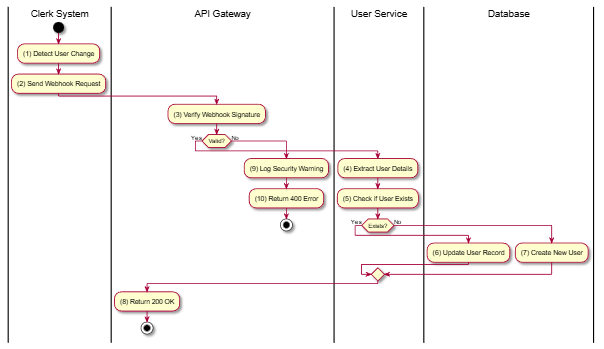 Clerk System
API Gateway
User Service
Database
(1) Detect User Change
(2) Send Webhook Request
(3) Verify Webhook Signature
Yes
Valid?
No
(9) Log Security Warning
(4) Extract User Details
(10) Return 400 Error
(5) Check if User Exists
Yes
Exists?
No
(6) Update User Record
(7) Create New User
(8) Return 200 OK